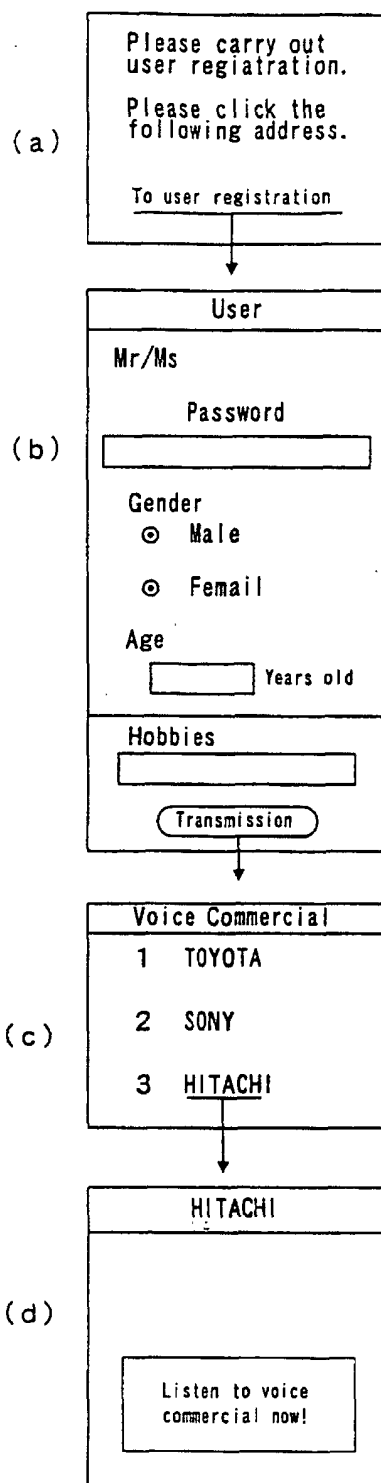 (a)
Please carry out
user regiatration.
Please click the
following address.
To user registration
(b)
User
Mr/Ms
Password
Gender
Male
Femail
Age
Years old
Hobbies
Transmission
(c)
Voice Commercial
1 TOYOTA
2 SONY
3 HITACHI
(d)
HITACHI
Listen to voice
commercial now!